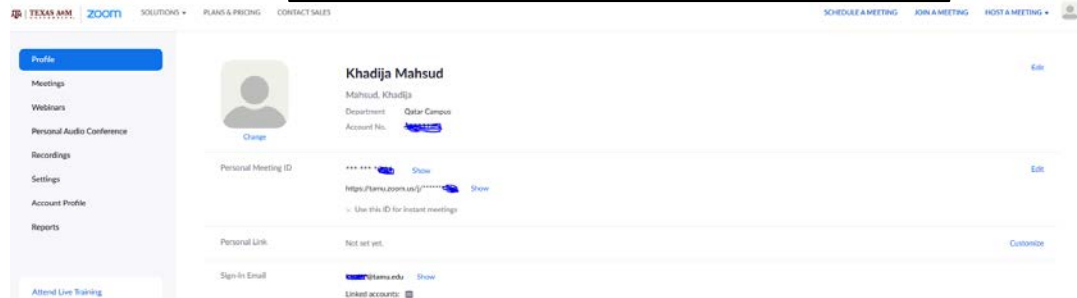 TEXAS A&M zoom SOLUTIONS PLANS & PRICING CONTACT SALES SCHEDULE A MEETING JOIN A MEETING HOST A MEETING
Profile
Meetings
Webinars
Personal Audio Conference
Recordings
Settings
Account Profile
Reports
Attend Live Training
Change
Khadija Mahsud Edit
Mahsud, Khadija
Department Qatar Campus
Account No.
Personal Meeting ID *** *** * Show Edit
https://tamu.zoom.us/j/****** Show
Use this ID for instant meetings
Personal Link Not set yet. Customize
Sign-In Email @tamu.edu Show
Linked accounts: